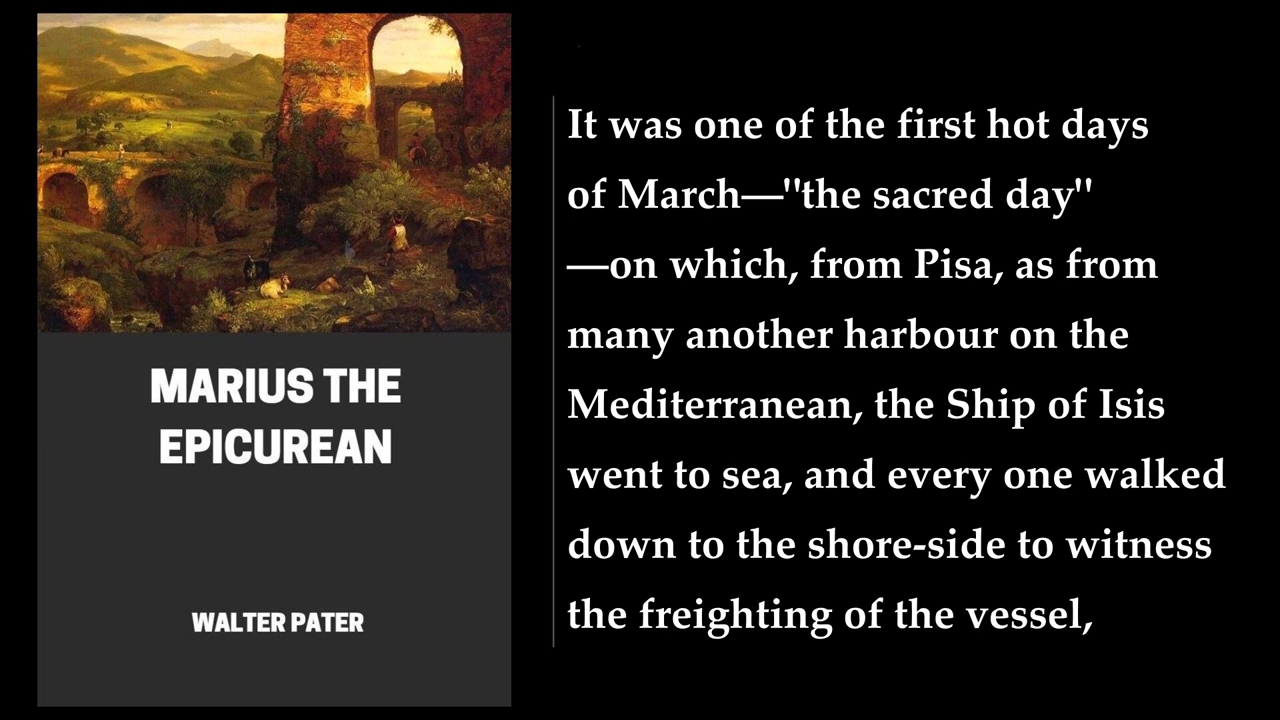 MARIUS THE
EPICUREAN
WALTER PATER
It was one of the first hot days
of March—"the sacred day"
—on which, from Pisa, as from
many another harbour on the
Mediterranean, the Ship of Isis
went to sea, and every one walked
down to the shore-side to witness
the freighting of the vessel,